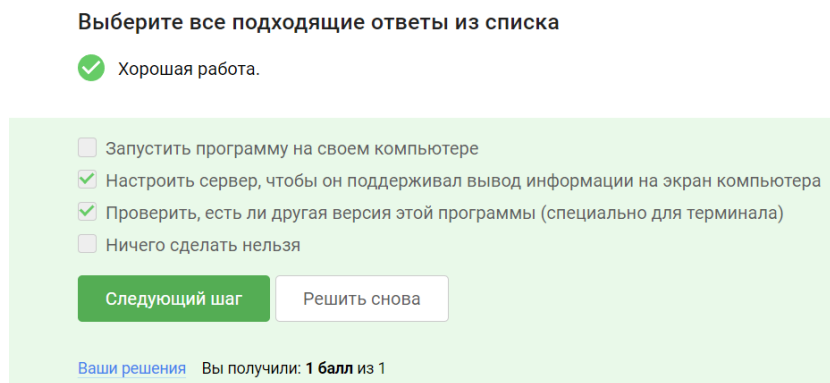 Выберите все подходящие ответы из списка
Хорошая работа.
Запустить программу на своем компьютере
Настроить сервер, чтобы он поддерживал вывод информации на экран компьютера
Проверить, есть ли другая версия этой программы (специально для терминала)
Ничего сделать нельзя
Следующий шаг Решить снова
Ваши решения Вы получили: 1 балл из 1